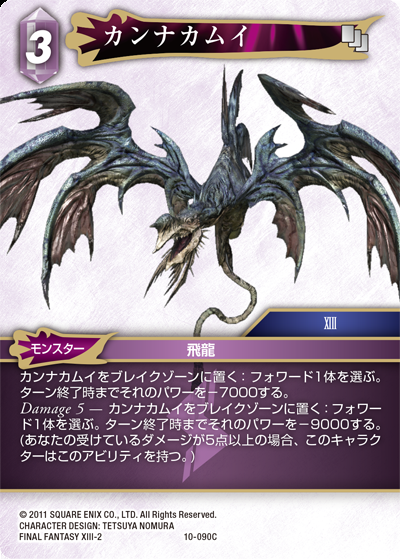 3
カンナカムイ
XIII
モンスター
飛龍
カンナカムイをブレイクゾーンに置く：フォワード1体を選ぶ。
ターン終了時までそれのパワーを－7000する。
Damage 5 — カンナカムイをブレイクゾーンに置く：フォワー
ド1体を選ぶ。ターン終了時までそれのパワーを－9000する。
(あなたの受けているダメージが5点以上の場合、このキャラク
ターはこのアビリティを持つ。)
© 2011 SQUARE ENIX CO., LTD. All Rights Reserved.
CHARACTER DESIGN: TETSUYA NOMURA
FINAL FANTASY XIII-2 10-090C